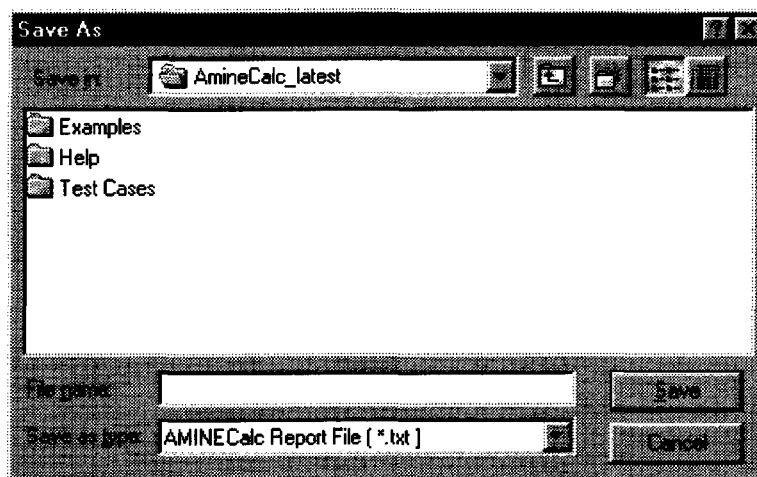 Save As
Save in: AmineCalc_latest
Examples
Help
Test Cases
File name: Save
Save as type: AMINECalc Report File ( *.txt ) Cancel